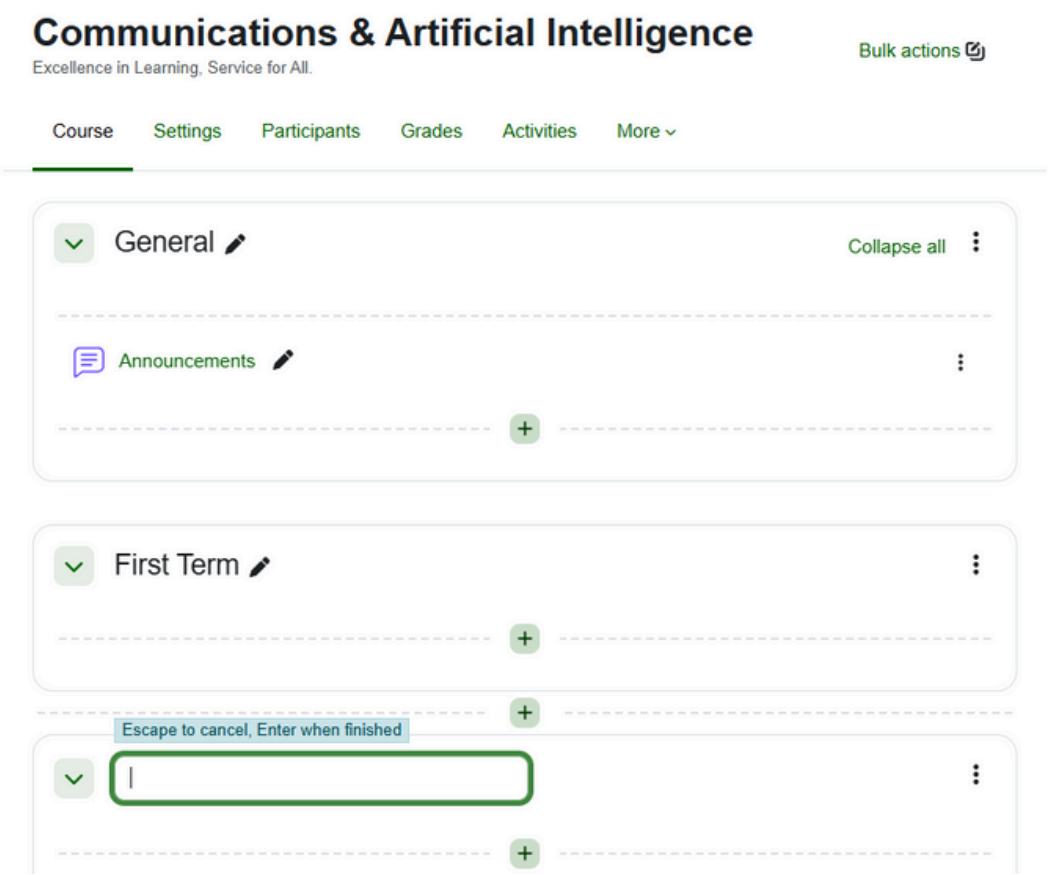 Communications & Artificial Intelligence
Bulk actions
Excellence in Learning, Service for All.
Course Settings Participants Grades Activities More
General
Collapse all
Announcements
First Term
Escape to cancel, Enter when finished